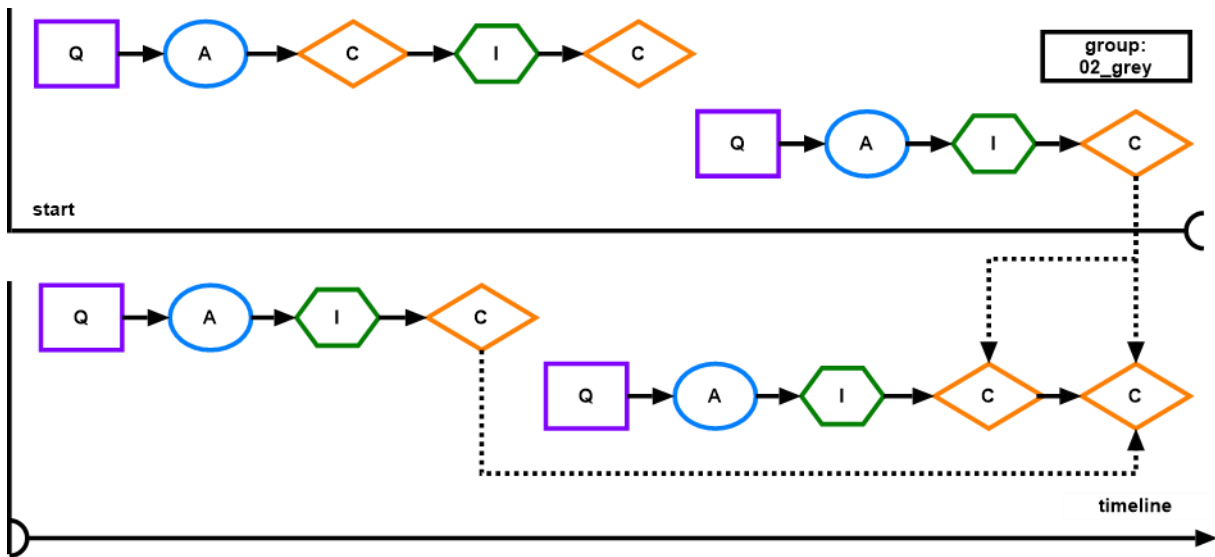 Q A C I C
group:
02_grey
Q A I C
start
Q A I C
Q A I C C
timeline